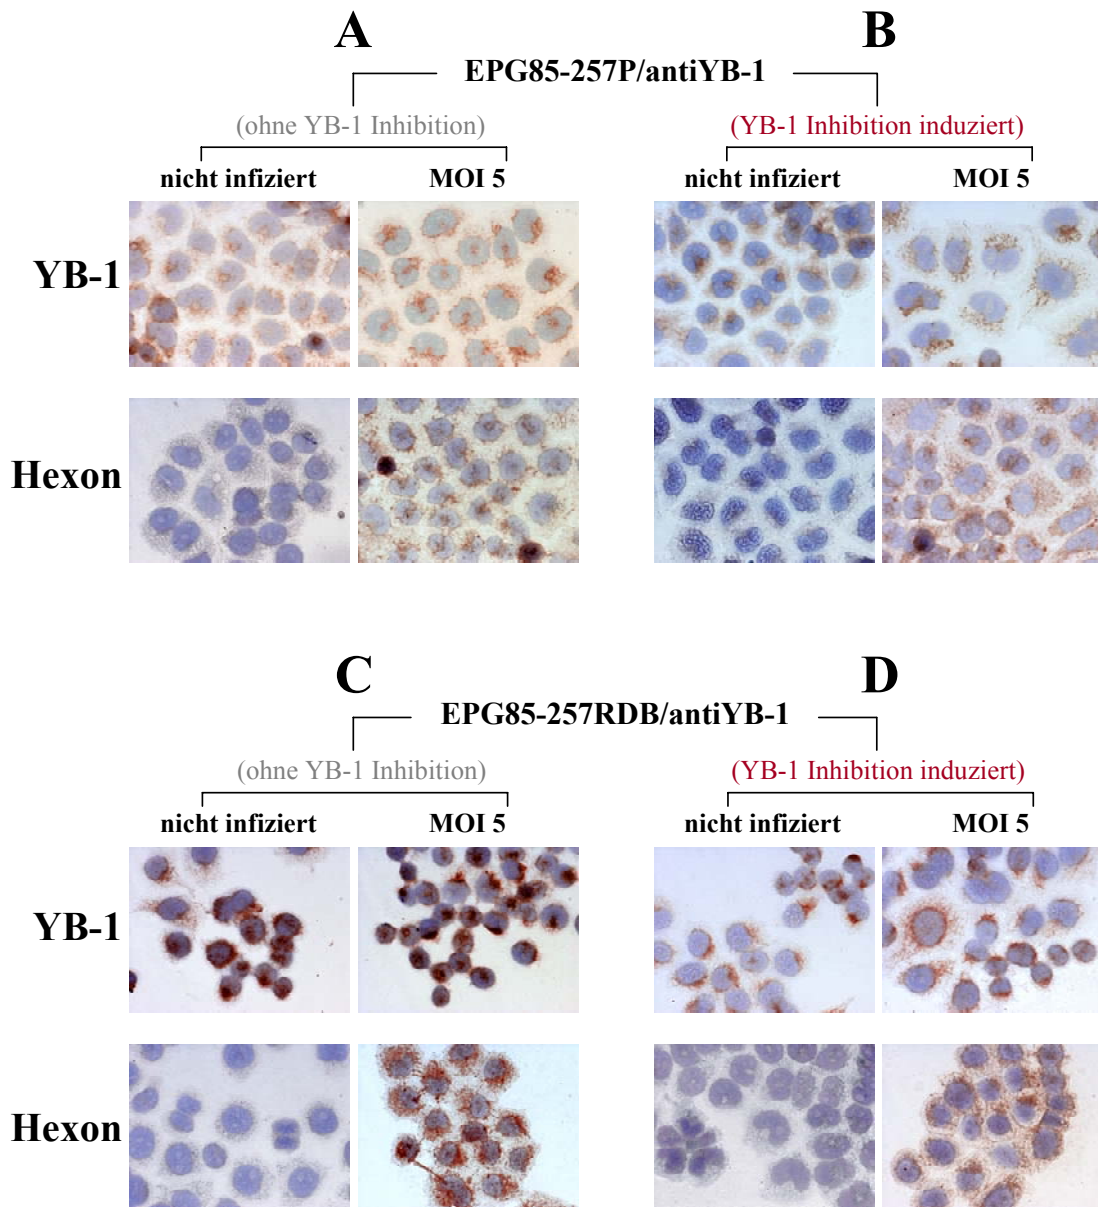 A B
EPG85-257P/antiYB-1
(ohne YB-1 Inhibition) (YB-1 Inhibition induziert)
nicht infiziert MOI 5 nicht infiziert MOI 5
YB-1
Hexon
C D
EPG85-257RDB/antiYB-1
(ohne YB-1 Inhibition) (YB-1 Inhibition induziert)
nicht infiziert MOI 5 nicht infiziert MOI 5
YB-1
Hexon